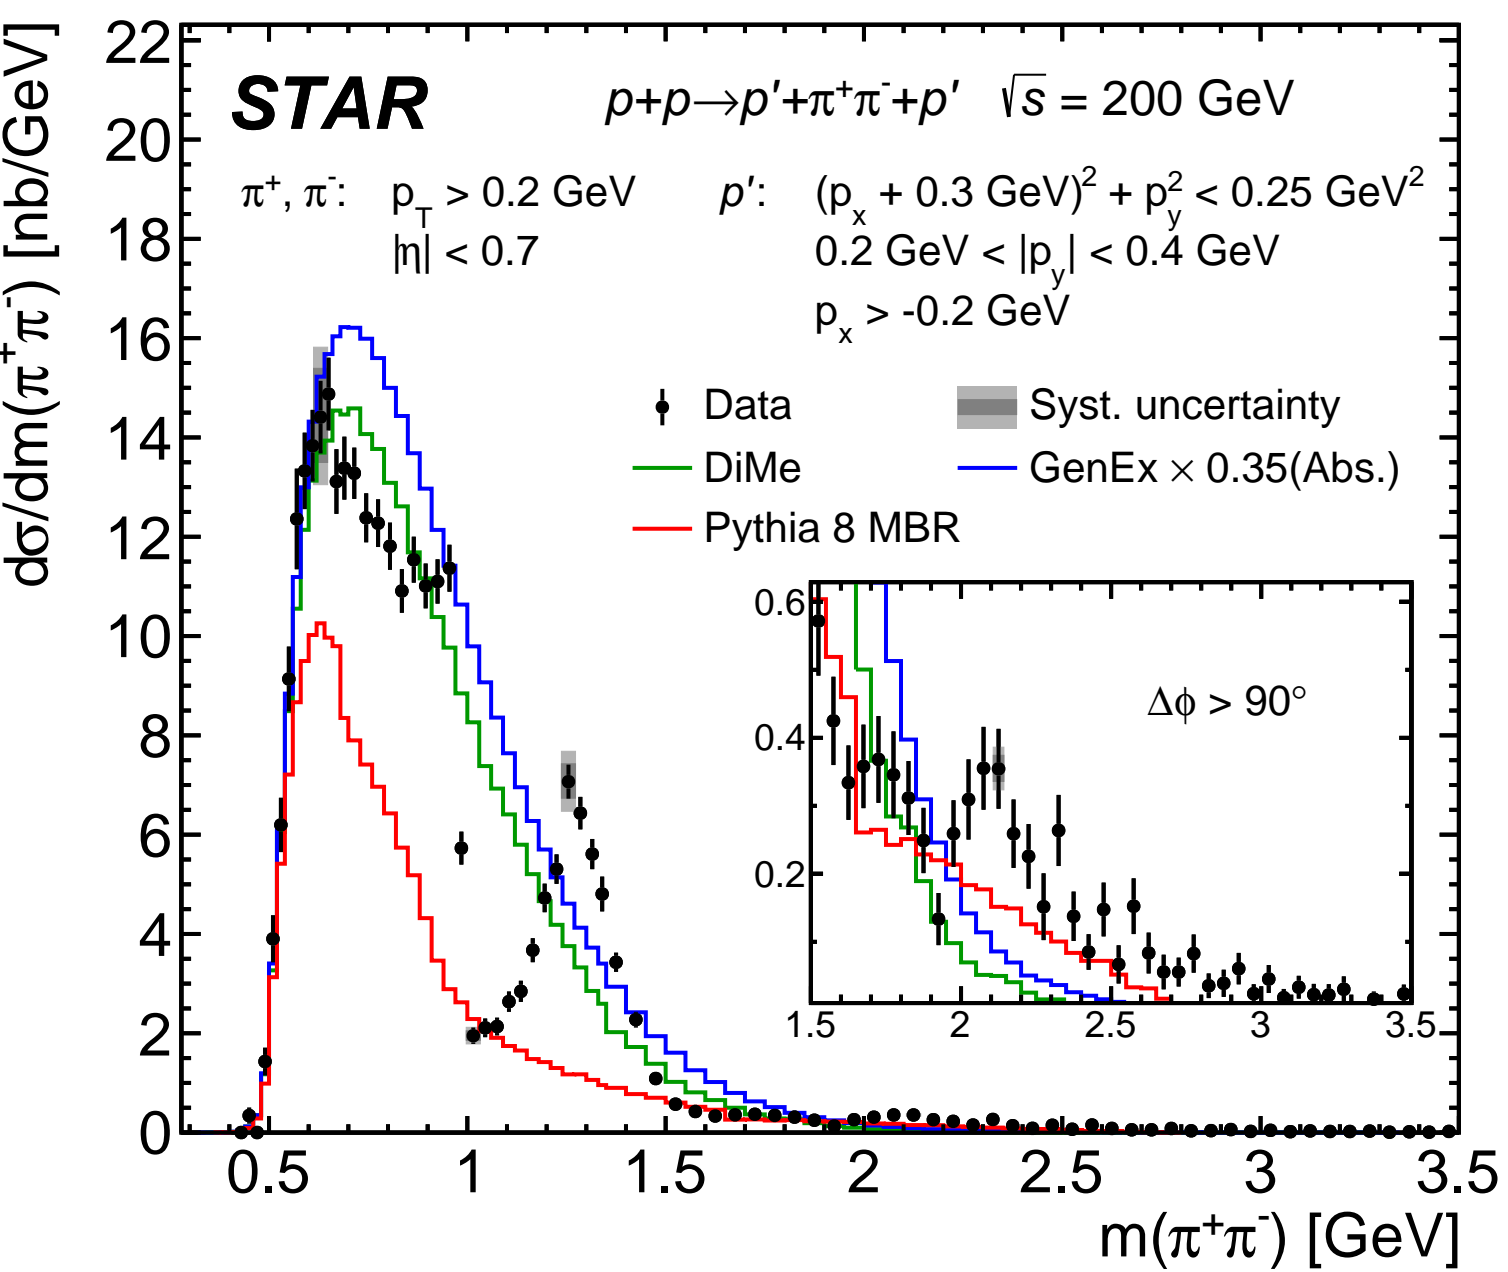 dσ/dm(π⁺π⁻) [nb/GeV]
22
20
18
16
14
12
10
8
6
4
2
0
STAR
p+p→p′+π⁺π⁻+p′ √s = 200 GeV
π⁺, π⁻: p_T > 0.2 GeV p′: (p_x + 0.3 GeV)² + p_y² < 0.25 GeV²
|η| < 0.7 0.2 GeV < |p_y| < 0.4 GeV
p_x > -0.2 GeV
Data Syst. uncertainty
DiMe GenEx × 0.35(Abs.)
Pythia 8 MBR
0.6
0.4
0.2
Δϕ > 90°
1.5 2 2.5 3 3.5
0.5 1 1.5 2 2.5 3 3.5
m(π⁺π⁻) [GeV]